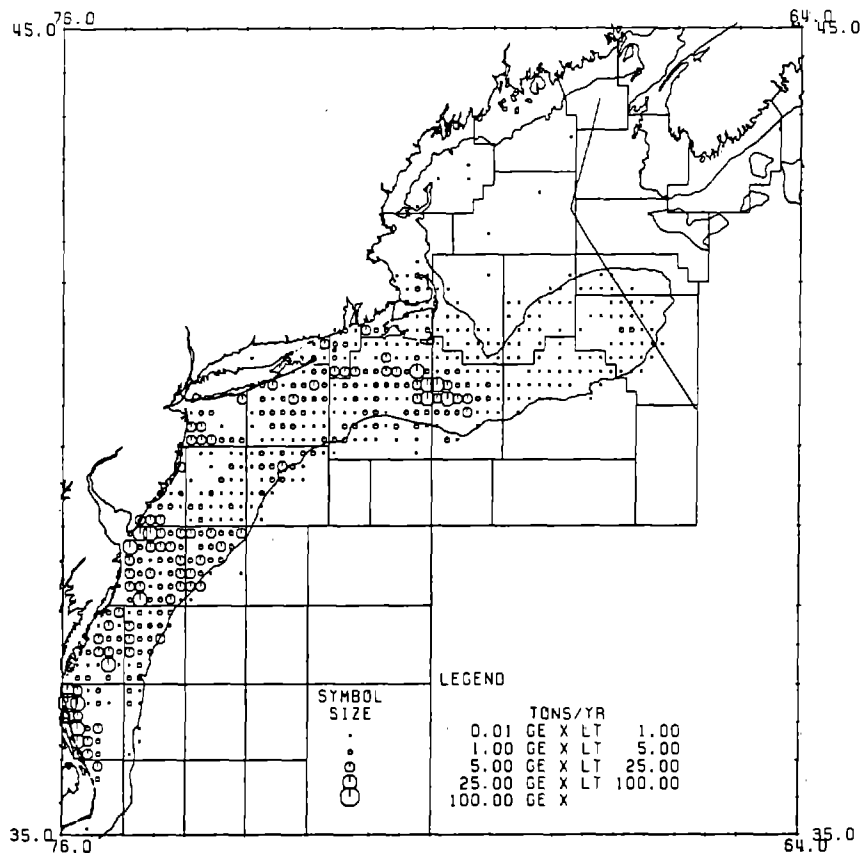 76.0 64.0
45.0 45.0
LEGEND
SYMBOL
SIZE
TONS/YR
0.01 GE X LT 1.00
1.00 GE X LT 5.00
5.00 GE X LT 25.00
25.00 GE X LT 100.00
100.00 GE X
35.0 35.0
76.0 64.0